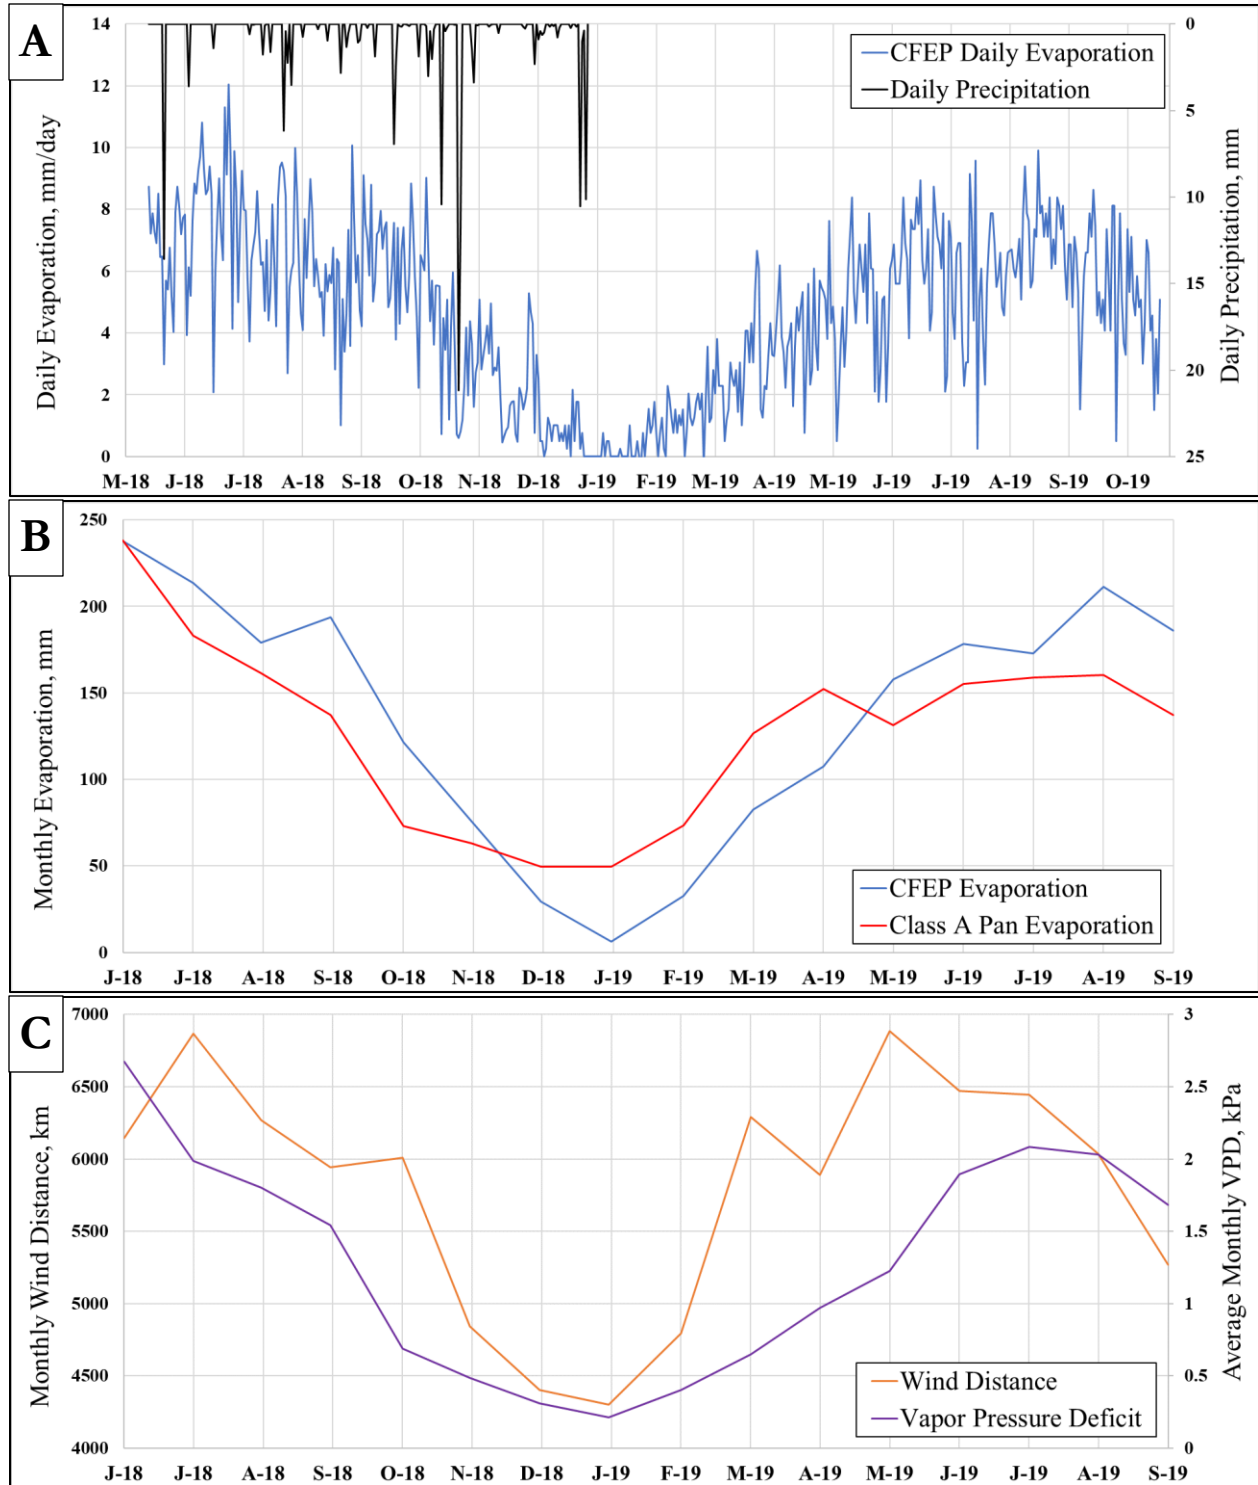 A
14
12
10
8
6
4
2
0
Daily Evaporation, mm/day
0
5
10
15
20
25
Daily Precipitation, mm
CFEP Daily Evaporation
Daily Precipitation
M-18 J-18 J-18 A-18 S-18 O-18 N-18 D-18 J-19 F-19 M-19 A-19 M-19 J-19 J-19 A-19 S-19 O-19
B
250
200
150
100
50
0
Monthly Evaporation, mm
CFEP Evaporation
Class A Pan Evaporation
J-18 J-18 A-18 S-18 O-18 N-18 D-18 J-19 F-19 M-19 A-19 M-19 J-19 J-19 A-19 S-19
C
7000
6500
6000
5500
5000
4500
4000
Monthly Wind Distance, km
3
2.5
2
1.5
1
0.5
0
Average Monthly VPD, kPa
Wind Distance
Vapor Pressure Deficit
J-18 J-18 A-18 S-18 O-18 N-18 D-18 J-19 F-19 M-19 A-19 M-19 J-19 J-19 A-19 S-19